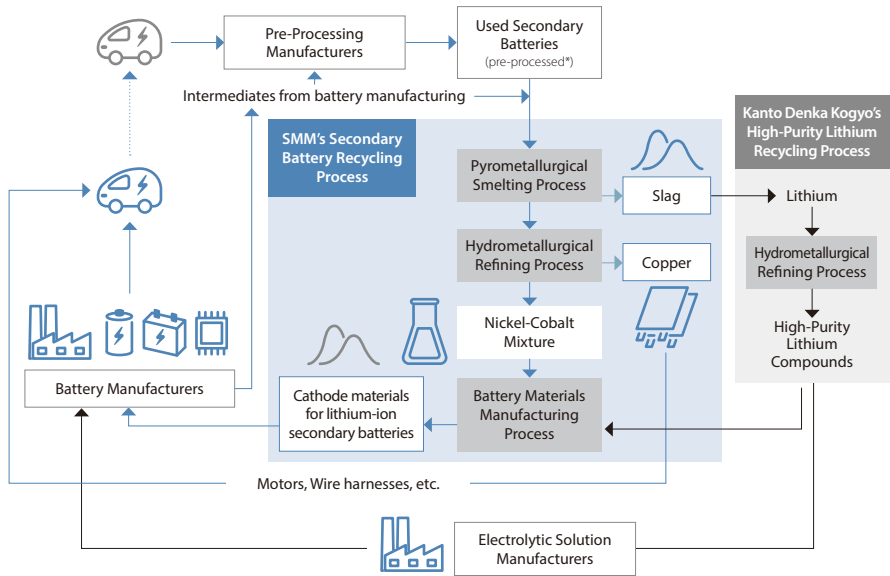 Pre-Processing
Manufacturers
Used Secondary
Batteries
(pre-processed*)
Intermediates from battery manufacturing
SMM's Secondary
Battery Recycling
Process
Kanto Denka Kogyo's
High-Purity Lithium
Recycling Process
Pyrometallurgical
Smelting Process
Slag
Lithium
Hydrometallurgical
Refining Process
Copper
Hydrometallurgical
Refining Process
Nickel-Cobalt
Mixture
High-Purity
Lithium
Compounds
Battery Manufacturers
Cathode materials
for lithium-ion
secondary batteries
Battery Materials
Manufacturing
Process
Motors, Wire harnesses, etc.
Electrolytic Solution
Manufacturers